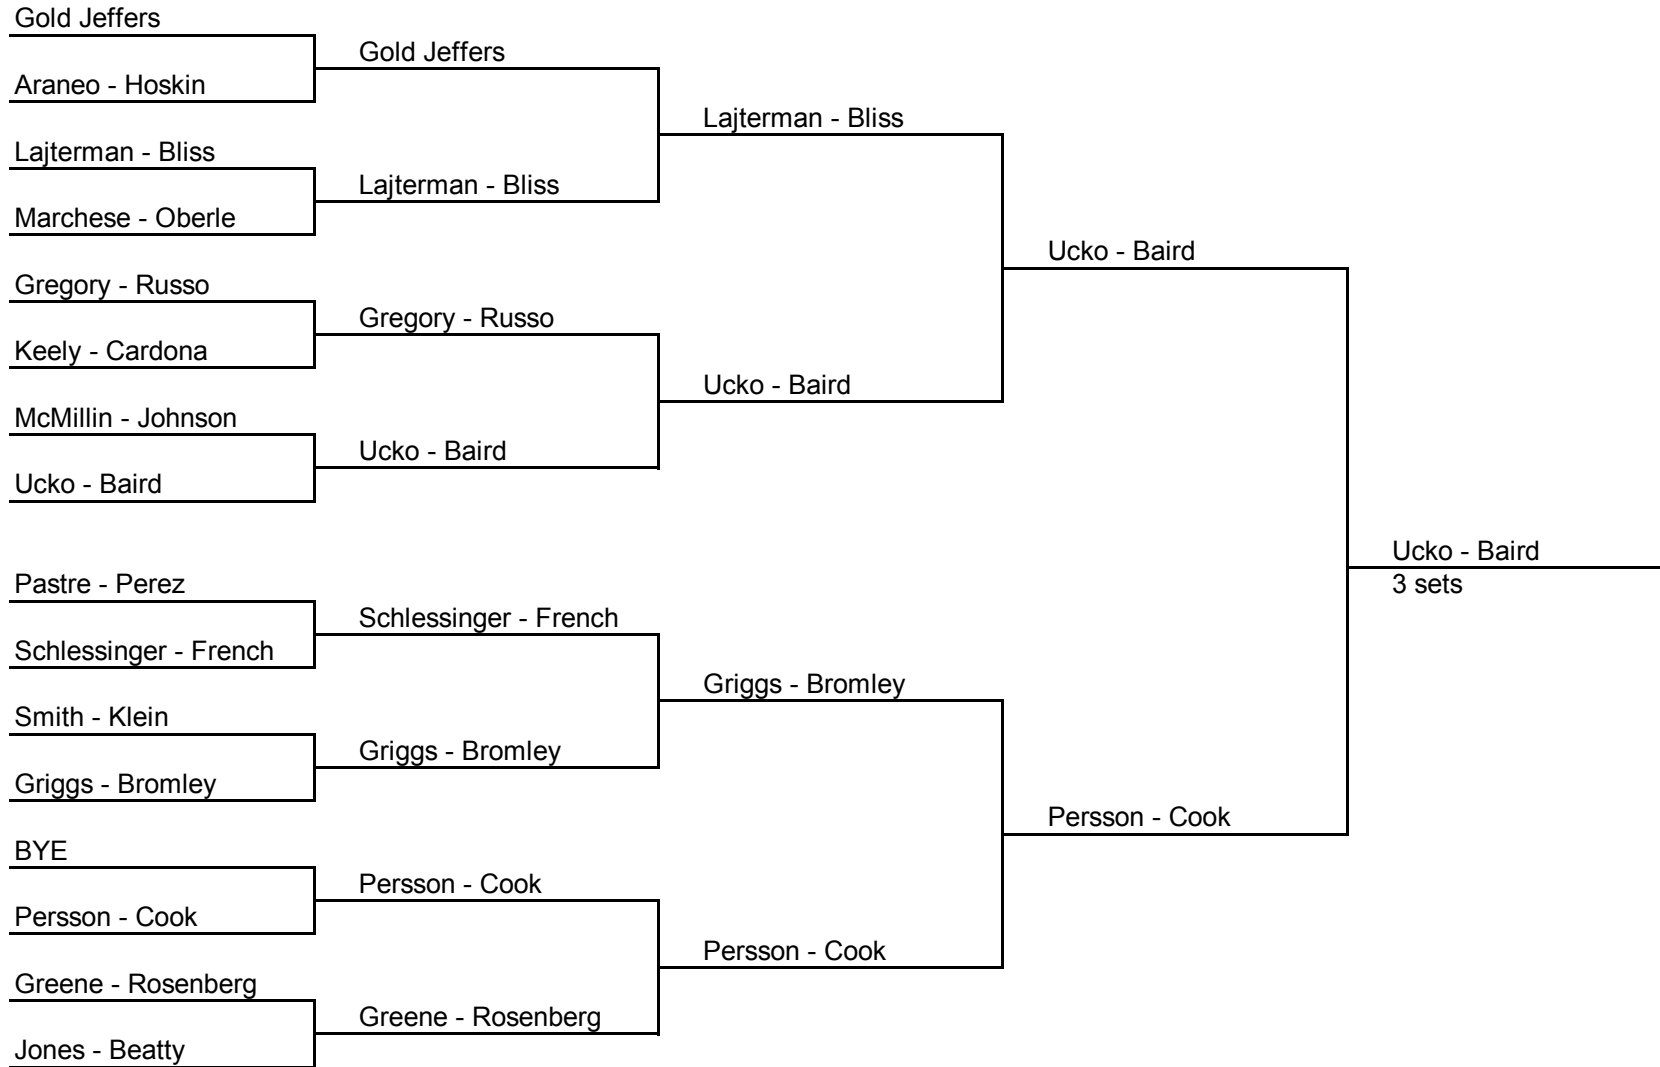 Gold Jeffers
Araneo - Hoskin
Lajterman - Bliss
Marchese - Oberle
Gregory - Russo
Keely - Cardona
McMillin - Johnson
Ucko - Baird
Pastre - Perez
Schlessinger - French
Smith - Klein
Griggs - Bromley
BYE
Persson - Cook
Greene - Rosenberg
Jones - Beatty
Gold Jeffers
Lajterman - Bliss
Gregory - Russo
Ucko - Baird
Schlessinger - French
Griggs - Bromley
Persson - Cook
Greene - Rosenberg
Lajterman - Bliss
Ucko - Baird
Griggs - Bromley
Persson - Cook
Ucko - Baird
Persson - Cook
Ucko - Baird
3 sets